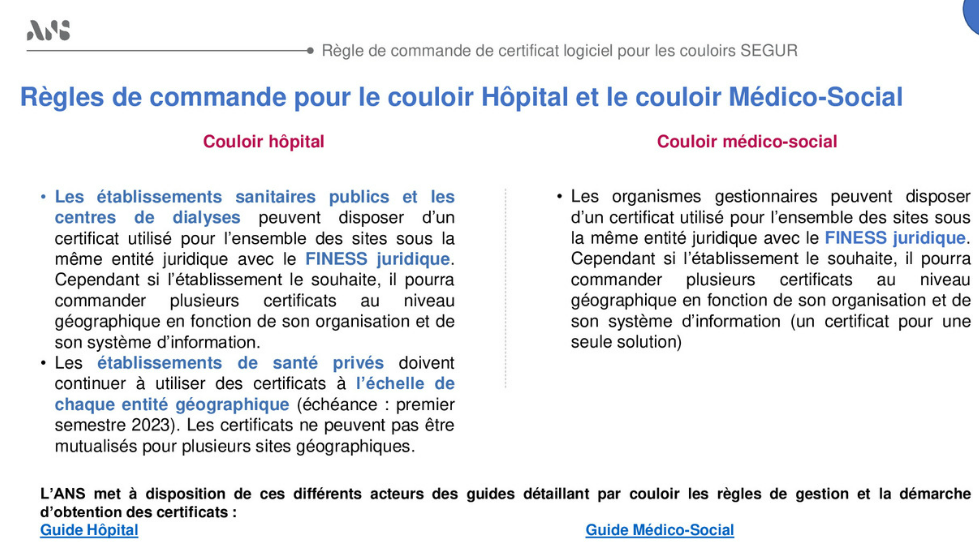 ANS
Règle de commande de certificat logiciel pour les couloirs SEGUR
Règles de commande pour le couloir Hôpital et le couloir Médico-Social
Couloir hôpital
• Les établissements sanitaires publics et les
centres de dialyses peuvent disposer d’un
certificat utilisé pour l’ensemble des sites sous la
même entité juridique avec le FINESS juridique.
Cependant si l’établissement le souhaite, il pourra
commander plusieurs certificats au niveau
géographique en fonction de son organisation et de
son système d’information.
• Les établissements de santé privés doivent
continuer à utiliser des certificats à l’échelle de
chaque entité géographique (échéance : premier
semestre 2023). Les certificats ne peuvent pas être
mutualisés pour plusieurs sites géographiques.
Couloir médico-social
• Les organismes gestionnaires peuvent disposer
d’un certificat utilisé pour l’ensemble des sites sous
la même entité juridique avec le FINESS juridique.
Cependant si l’établissement le souhaite, il pourra
commander plusieurs certificats au niveau
géographique en fonction de son organisation et de
son système d’information (un certificat pour une
seule solution)
L’ANS met à disposition de ces différents acteurs des guides détaillant par couloir les règles de gestion et la démarche
d’obtention des certificats :
Guide Hôpital
Guide Médico-Social